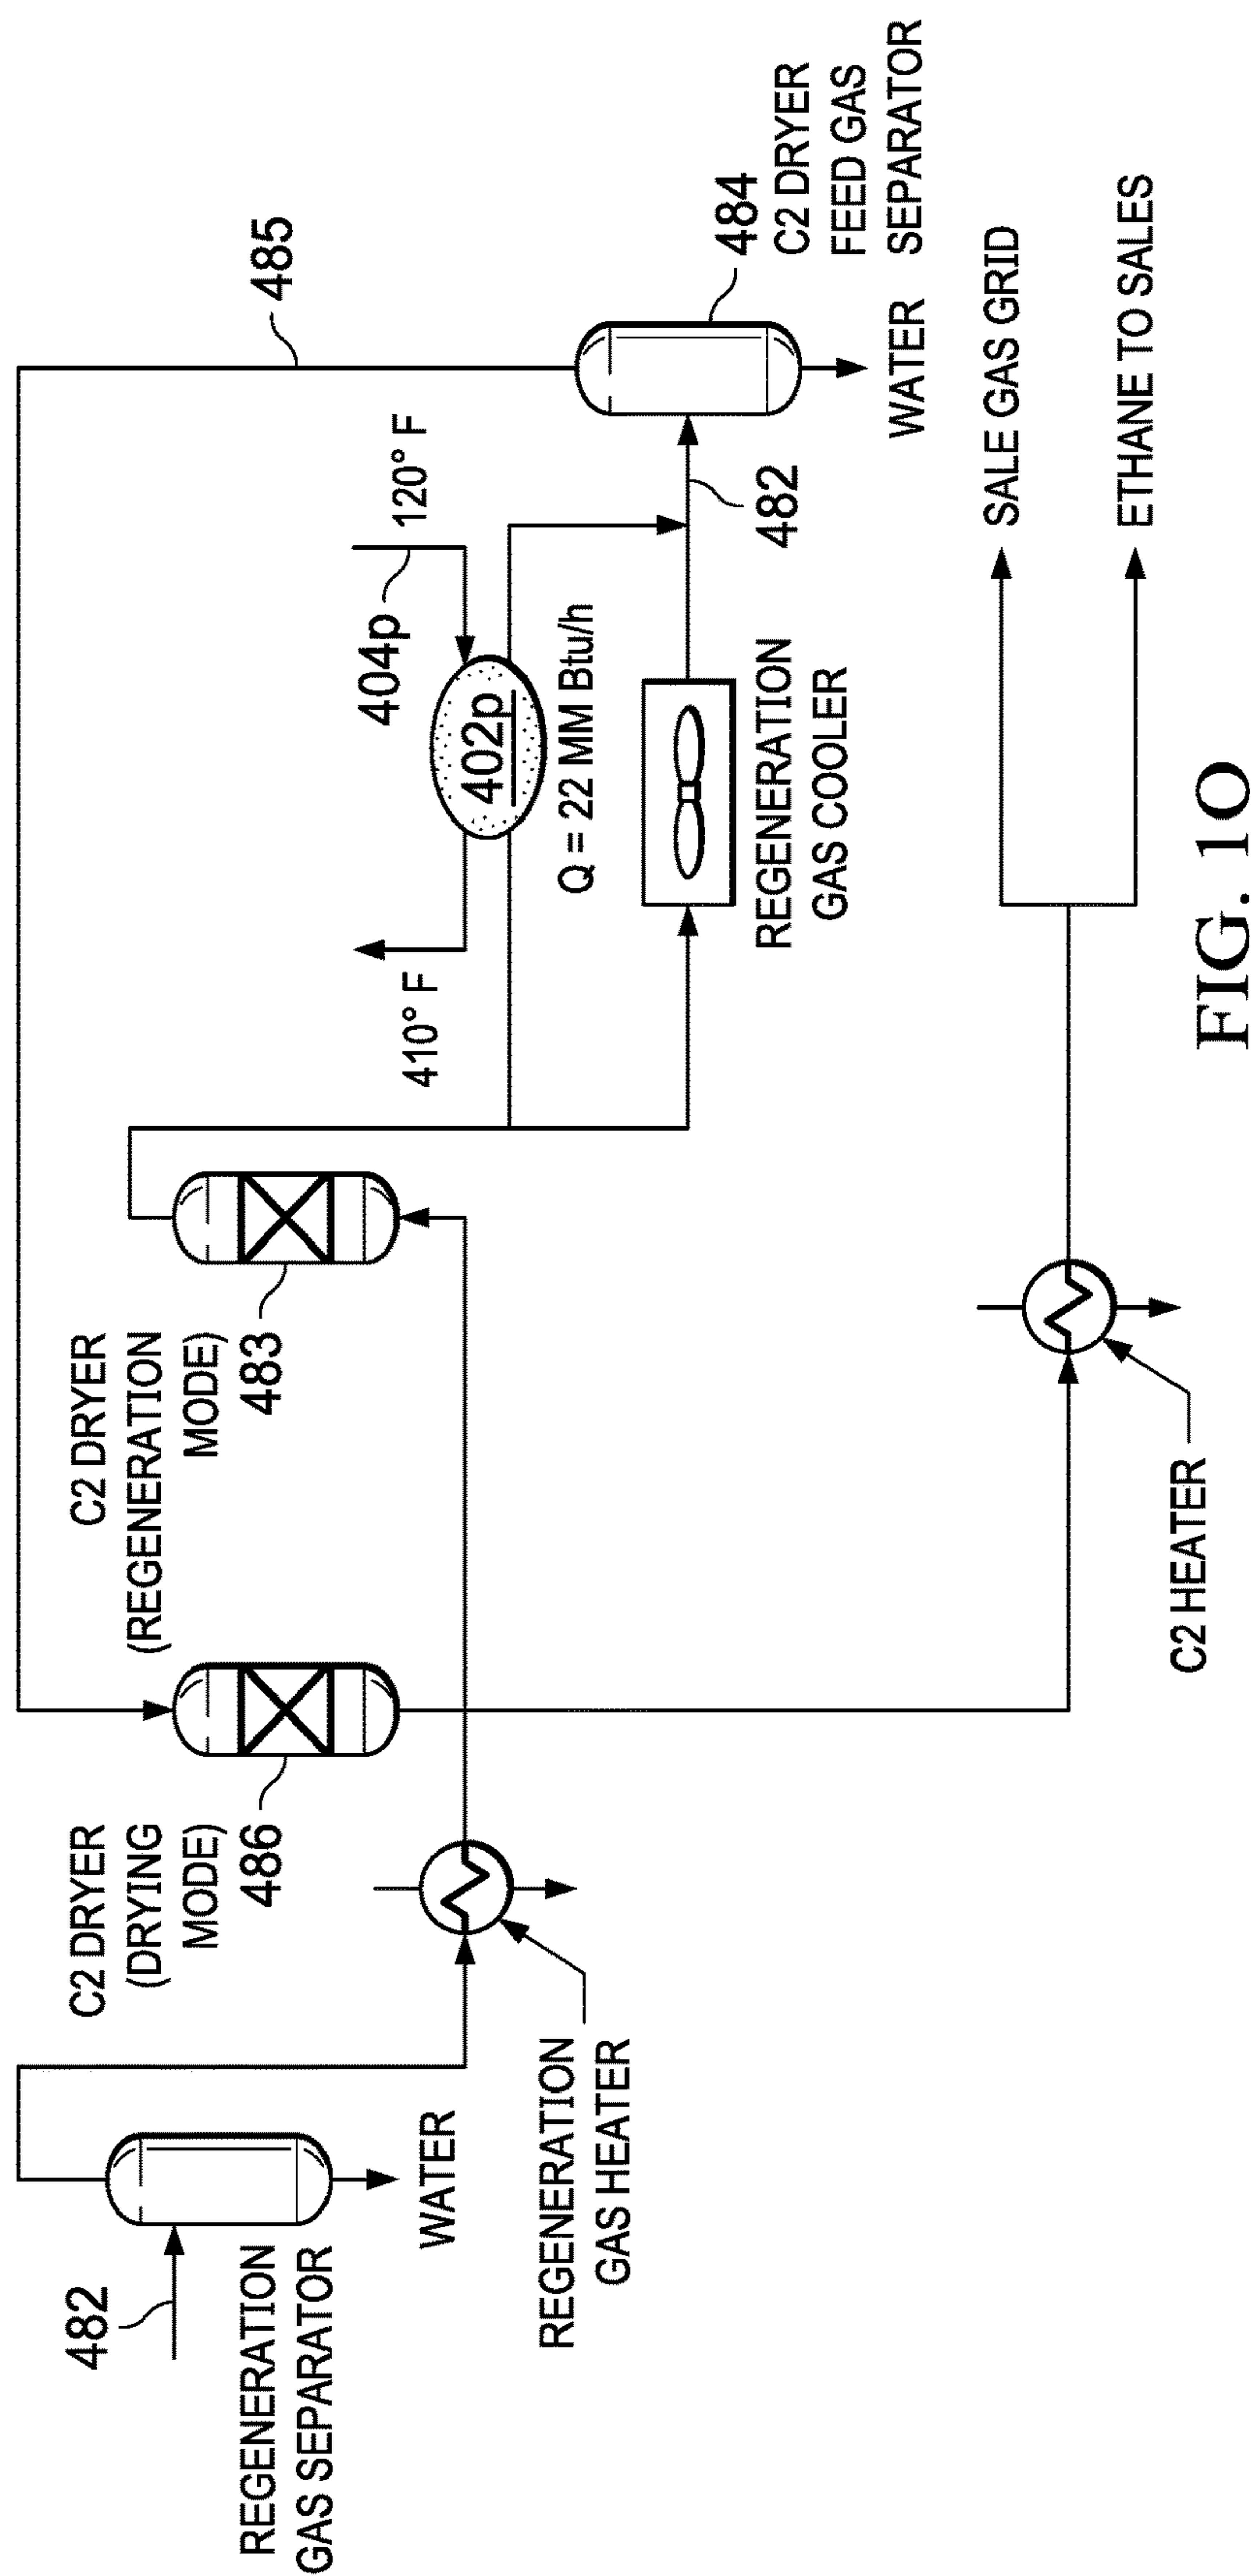 482
REGENERATION
GAS SEPARATOR
WATER
REGENERATION
GAS HEATER
C2 DRYER
(DRYING
MODE)
486
C2 DRYER
(REGENERATION
MODE)
483
410° F
404p
120° F
402p
Q = 22 MM Btu/h
REGENERATION
GAS COOLER
485
482
484
C2 DRYER
FEED GAS
SEPARATOR
WATER
C2 HEATER
SALE GAS GRID
ETHANE TO SALES
FIG. 1O